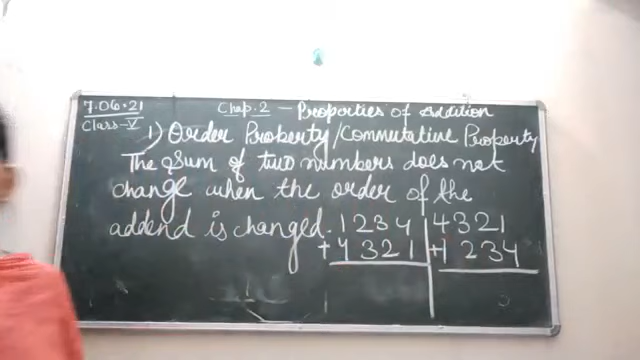 7.06.21 Chap.2 - Properties of Addition
Class-V
1) Order Property/Commutative Property
The Sum of two numbers does not
change when the order of the
addend is changed. 1234 4321
+4321 +1234